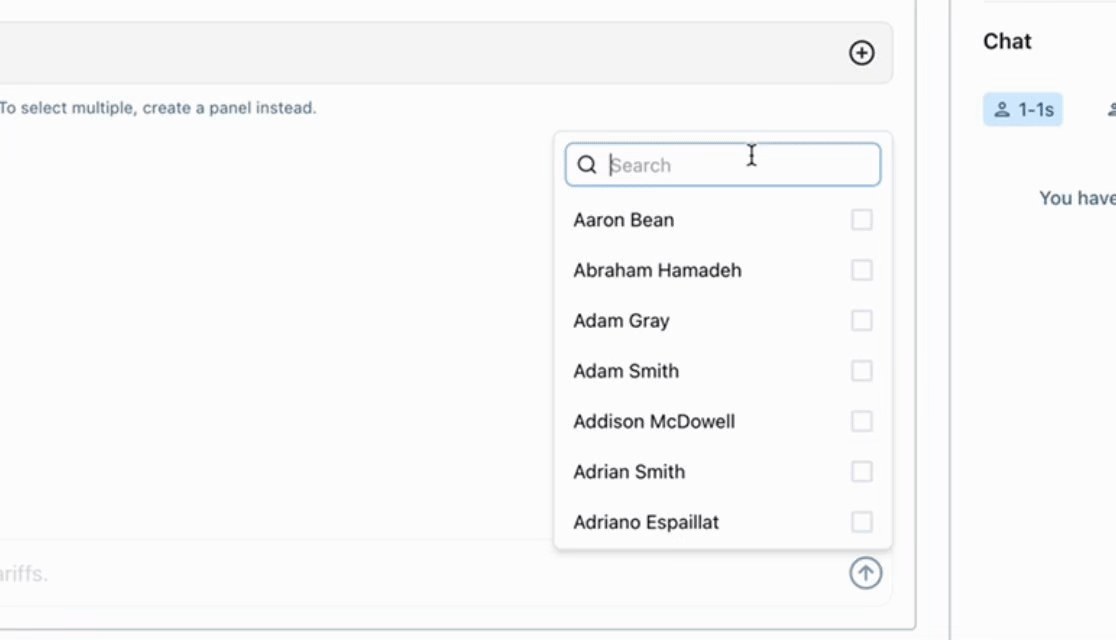 Chat
To select multiple, create a panel instead.
1-1s
Search
You have
Aaron Bean
Abraham Hamadeh
Adam Gray
Adam Smith
Addison McDowell
Adrian Smith
Adriano Espaillat
ariffs.